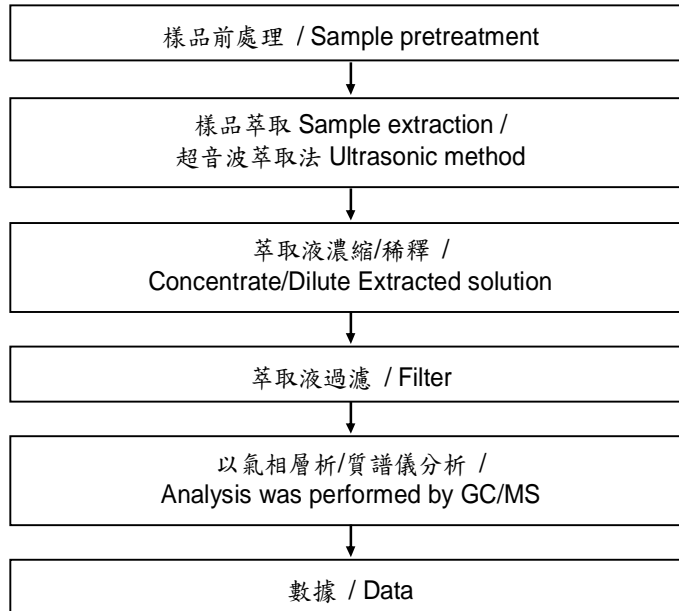 樣品前處理 / Sample pretreatment
樣品萃取 Sample extraction /
超音波萃取法 Ultrasonic method
萃取液濃縮/稀釋 /
Concentrate/Dilute Extracted solution
萃取液過濾 / Filter
以氣相層析/質譜儀分析 /
Analysis was performed by GC/MS
數據 / Data